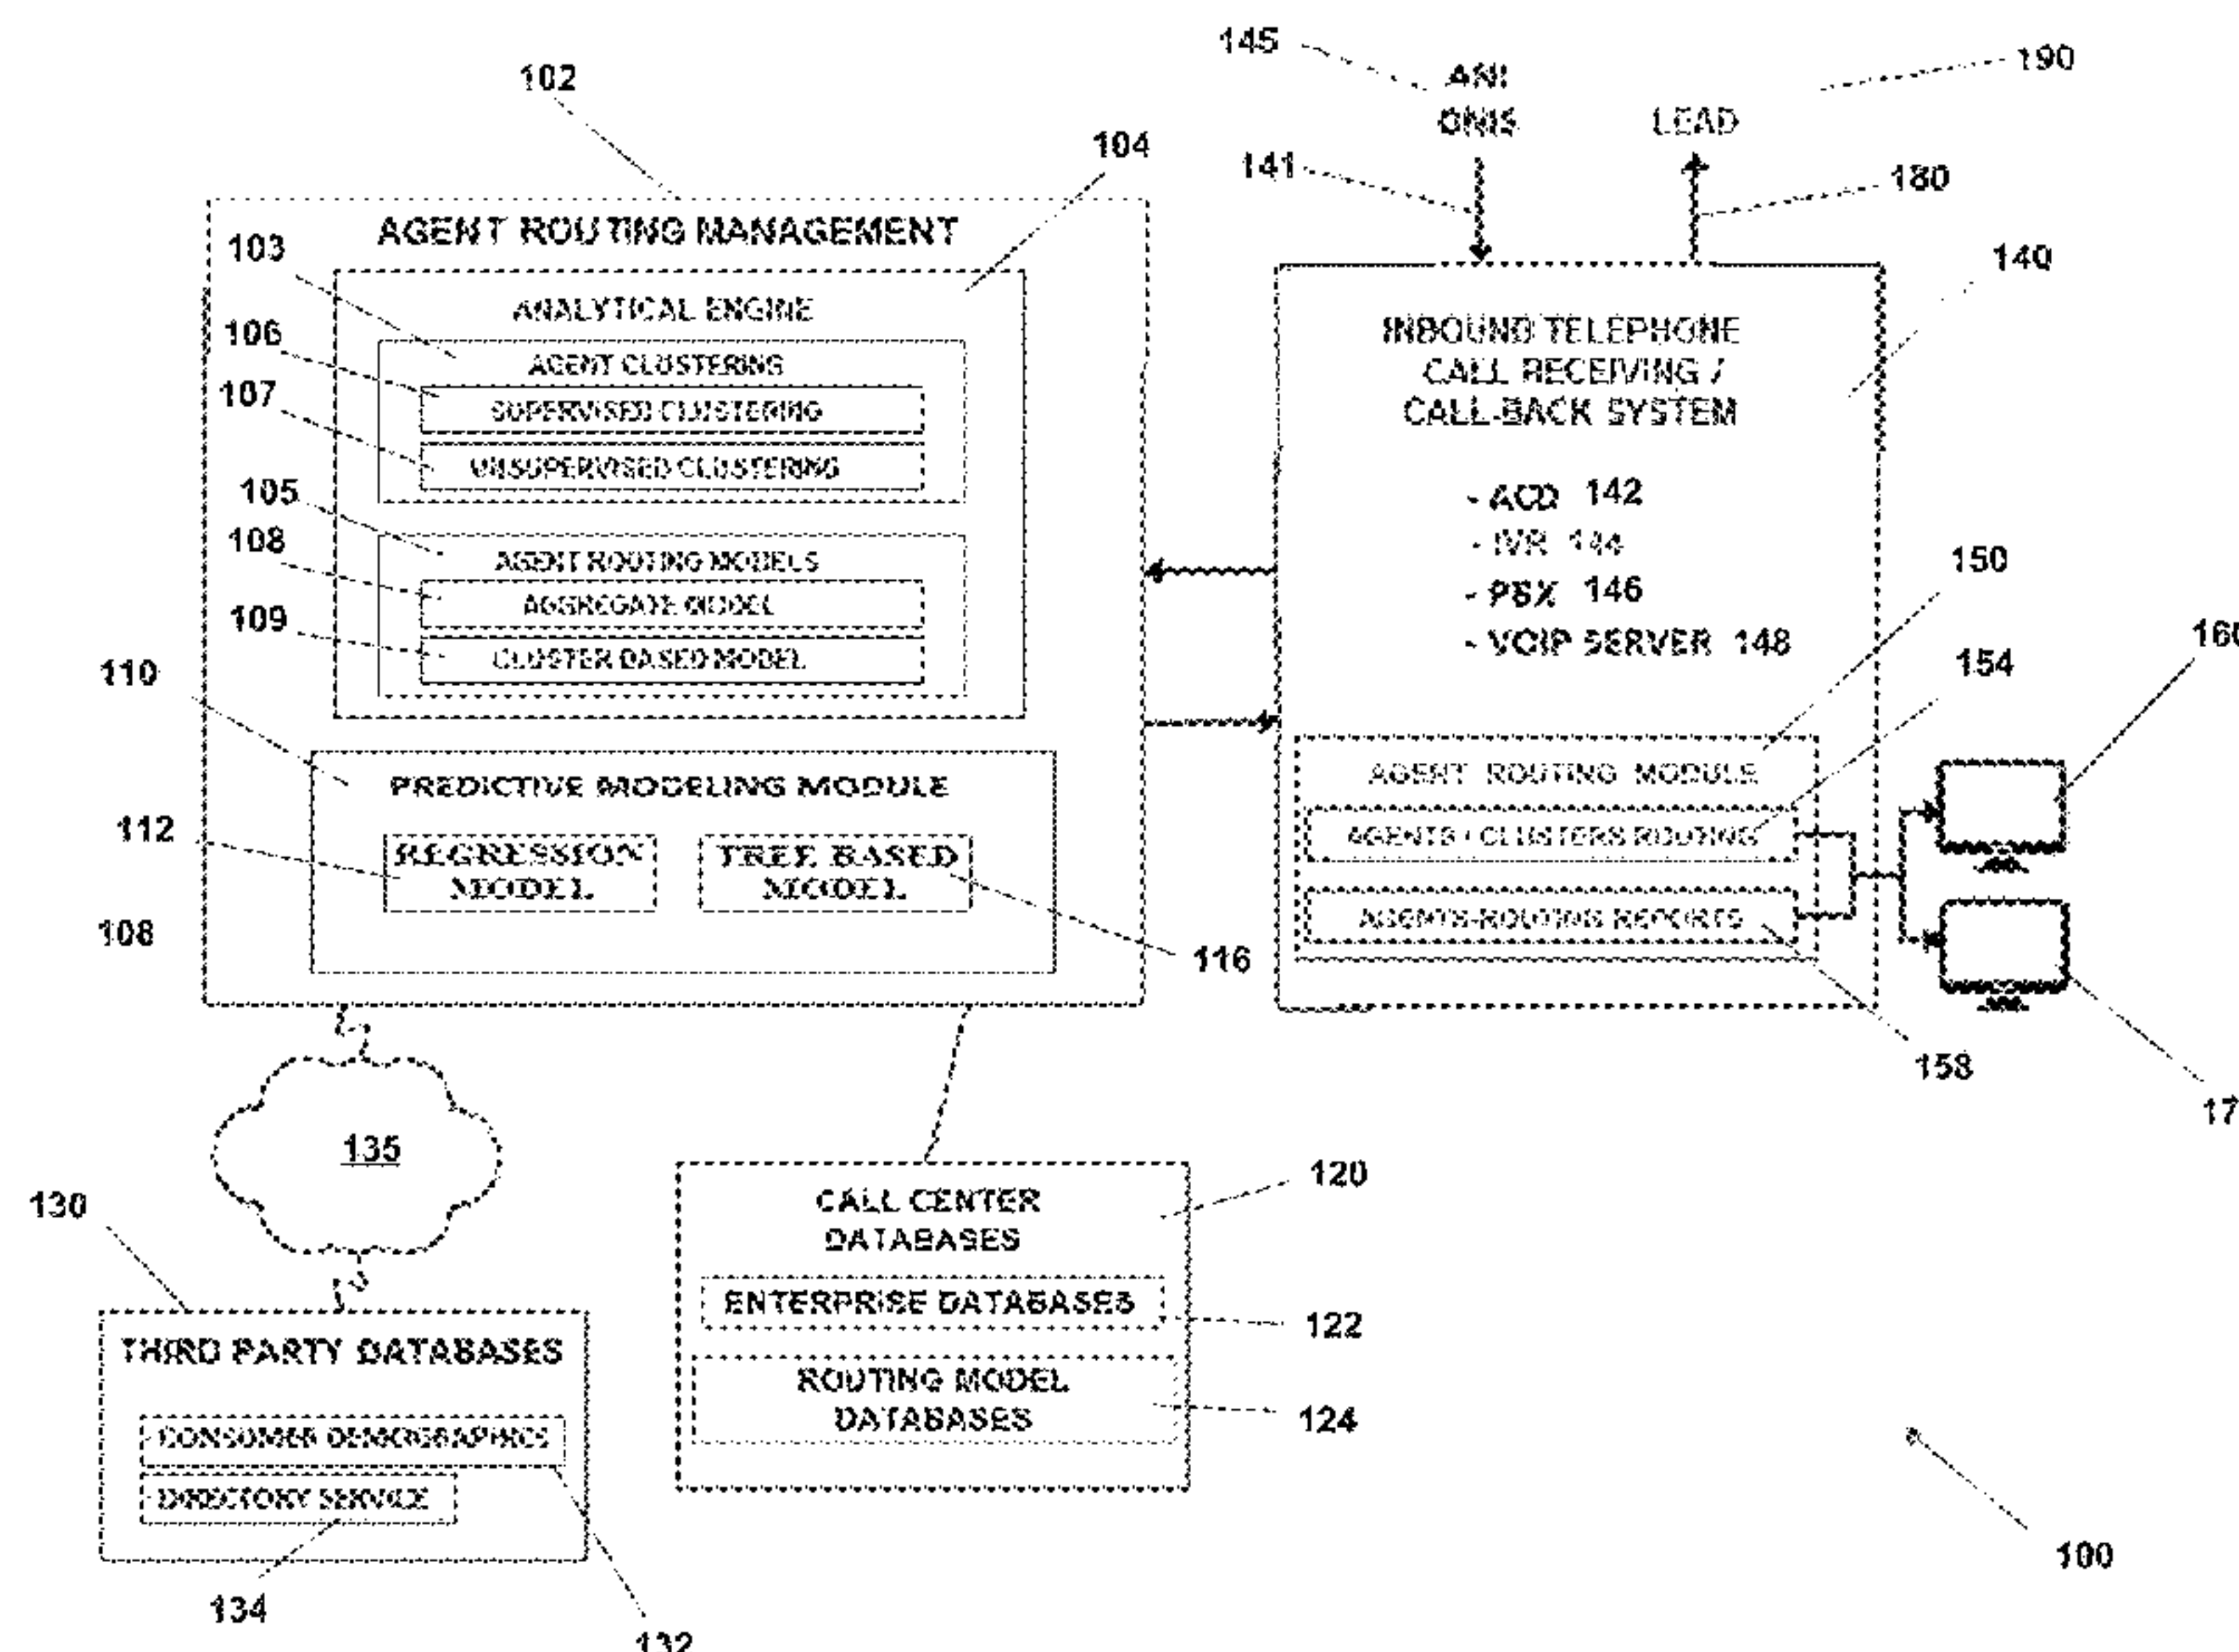 102
145
ANI
DNIS
LEAD
190
104
141
180
AGENT ROUTING MANAGEMENT
103
140
ANALYTICAL ENGINE
INBOUND TELEPHONE
CALL RECEIVING /
CALL-BACK SYSTEM
106
AGENT CLUSTERING
107
SUPERVISED CLUSTERING
UNSUPERVISED CLUSTERING
105
- ACD 142
- IVR 144
- PBX 146
- VOIP SERVER 148
108
AGENT ROUTING MODELS
150
AGGREGATE MODEL
109
CLUSTER BASED MODEL
154
160
110
PREDICTIVE MODELING MODULE
AGENT ROUTING MODULE
112
REGRESSION
MODEL
TREE BASED
MODEL
AGENTS / CLUSTERS ROUTING
AGENTS-ROUTING REPORTS
108
116
158
17
135
130
120
CALL CENTER
DATABASES
ENTERPRISE DATABASES
122
THIRD PARTY DATABASES
ROUTING MODEL
DATABASES
124
CONSUMER DEMOGRAPHICS
DIRECTORY SERVICE
100
134
132